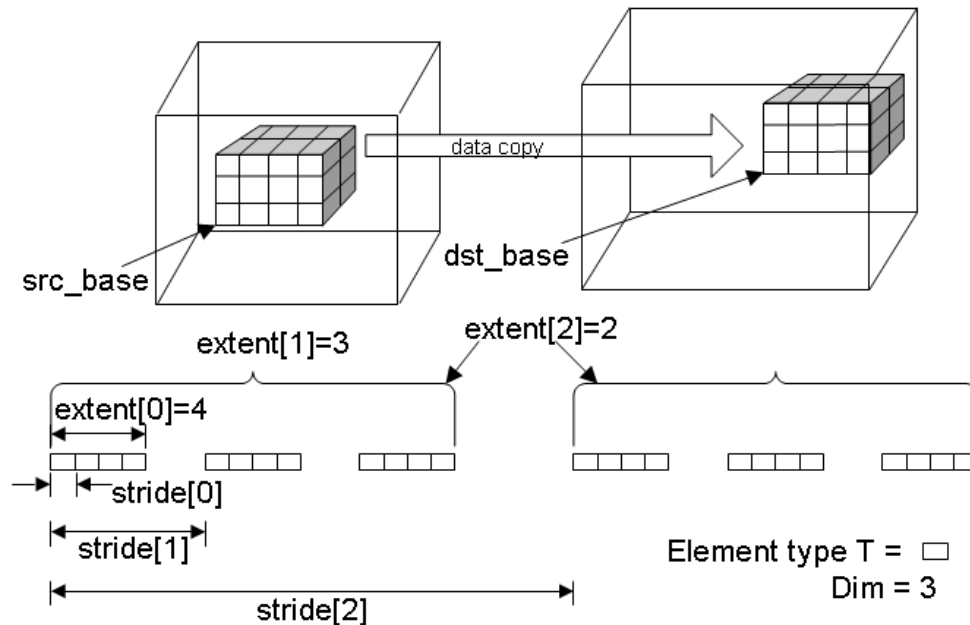 data copy
src_base
dst_base
extent[1]=3
extent[2]=2
extent[0]=4
stride[0]
stride[1]
stride[2]
Element type T =
Dim = 3